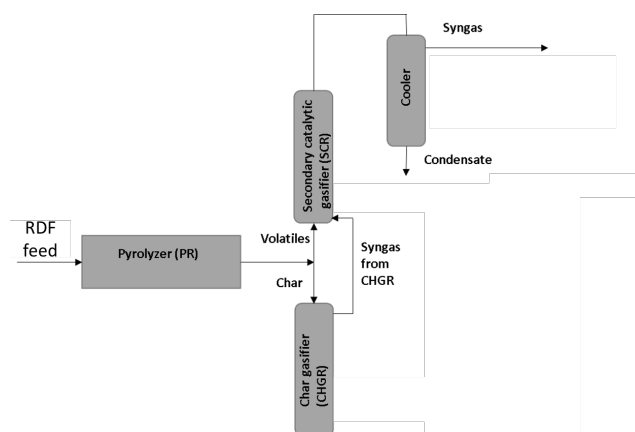 Syngas
Cooler
Condensate
Secondary catalytic
gasifier (SCR)
RDF
feed
Pyrolyzer (PR)
Volatiles
Char
Syngas
from
CHGR
Char gasifier
(CHGR)